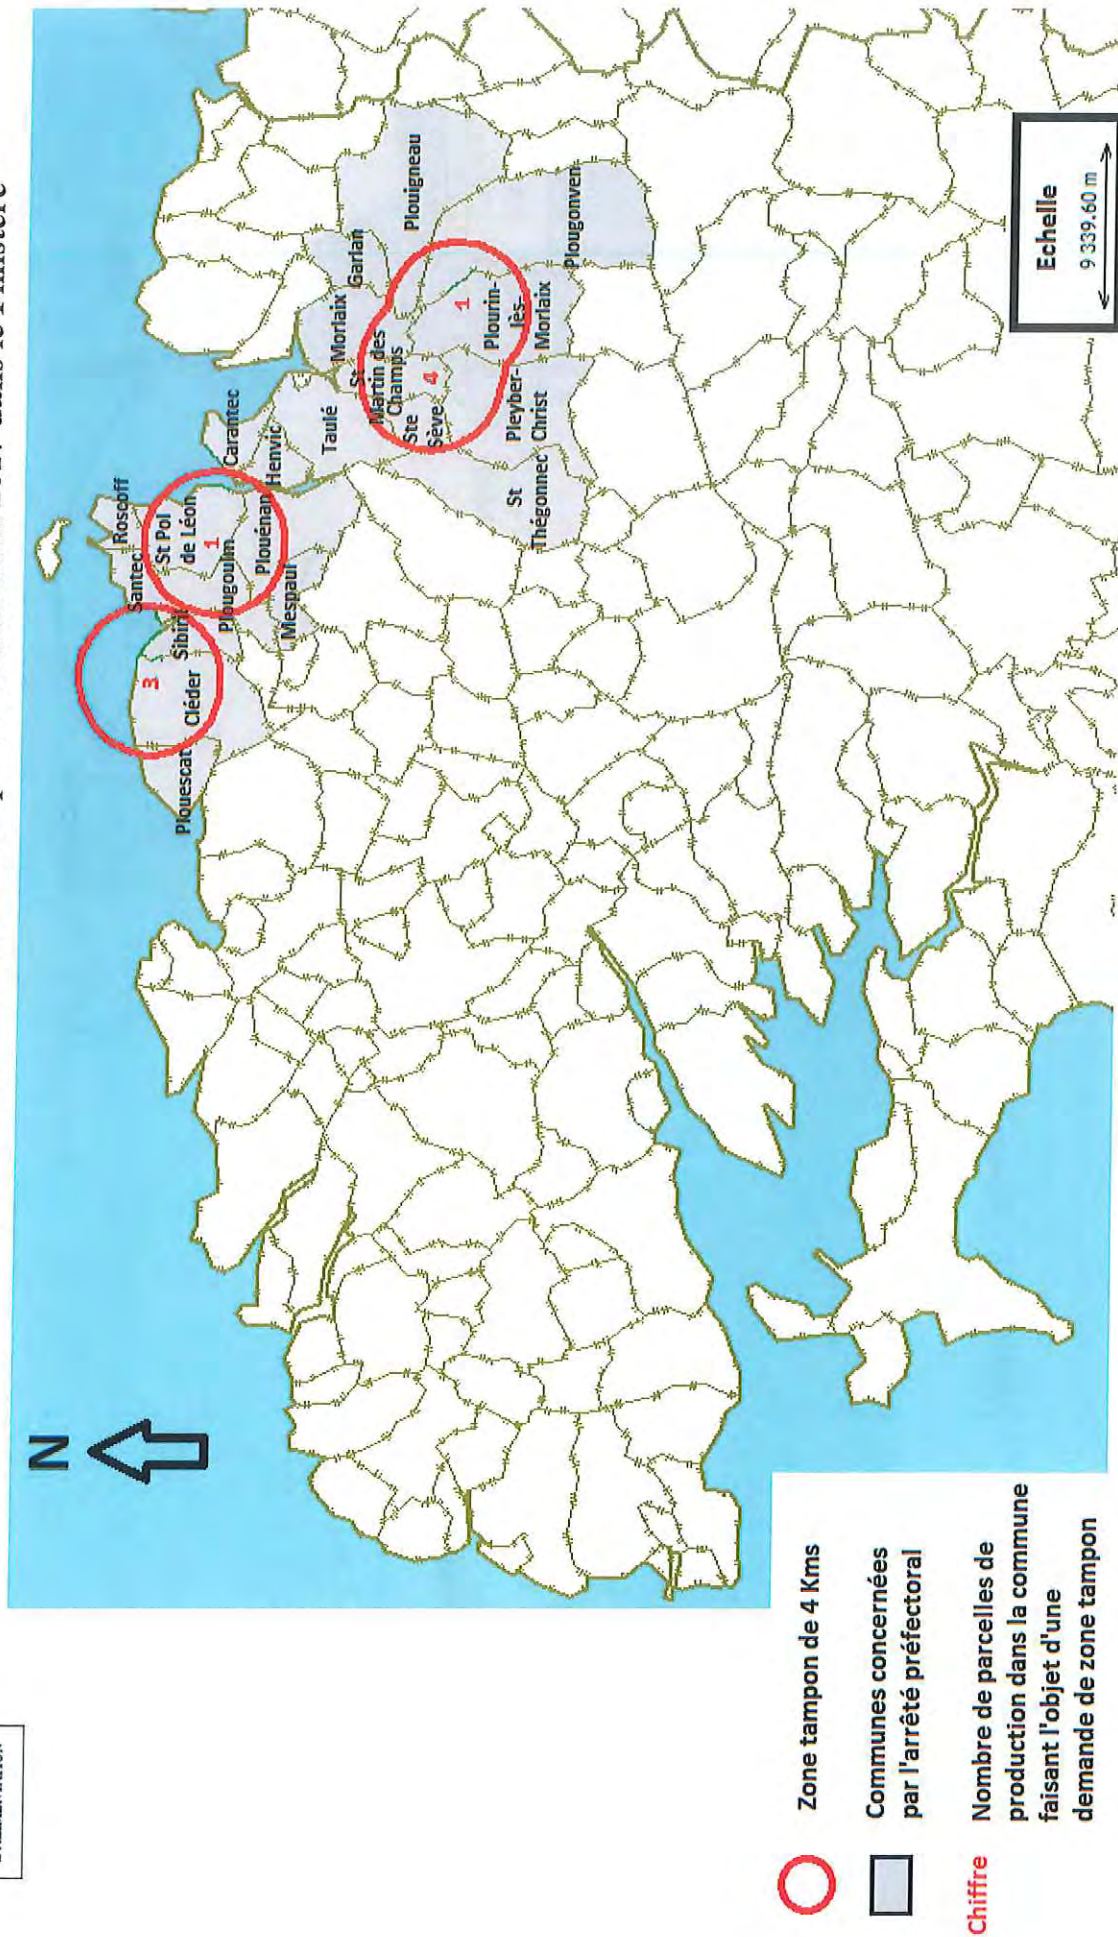 dans le Finistère
N
Roscoff
Santec
St Pol
de Léon
1
Carantec
Sibiril
3
Cléder
Plouescat
Plougoulm
Plouénan
Henvic
Mespaul
Taulé
Morlaix
Garlan
Plouigneau
St
Martin des
Champs
Ste
Sève
4
1
Plourin-
lès-
Morlaix
Plougonven
Pleyber-
Christ
St
Thégonnec
Echelle
9 339.60 m
Zone tampon de 4 Kms
Communes concernées
par l'arrêté préfectoral
Chiffre
Nombre de parcelles de
production dans la commune
faisant l'objet d'une
demande de zone tampon